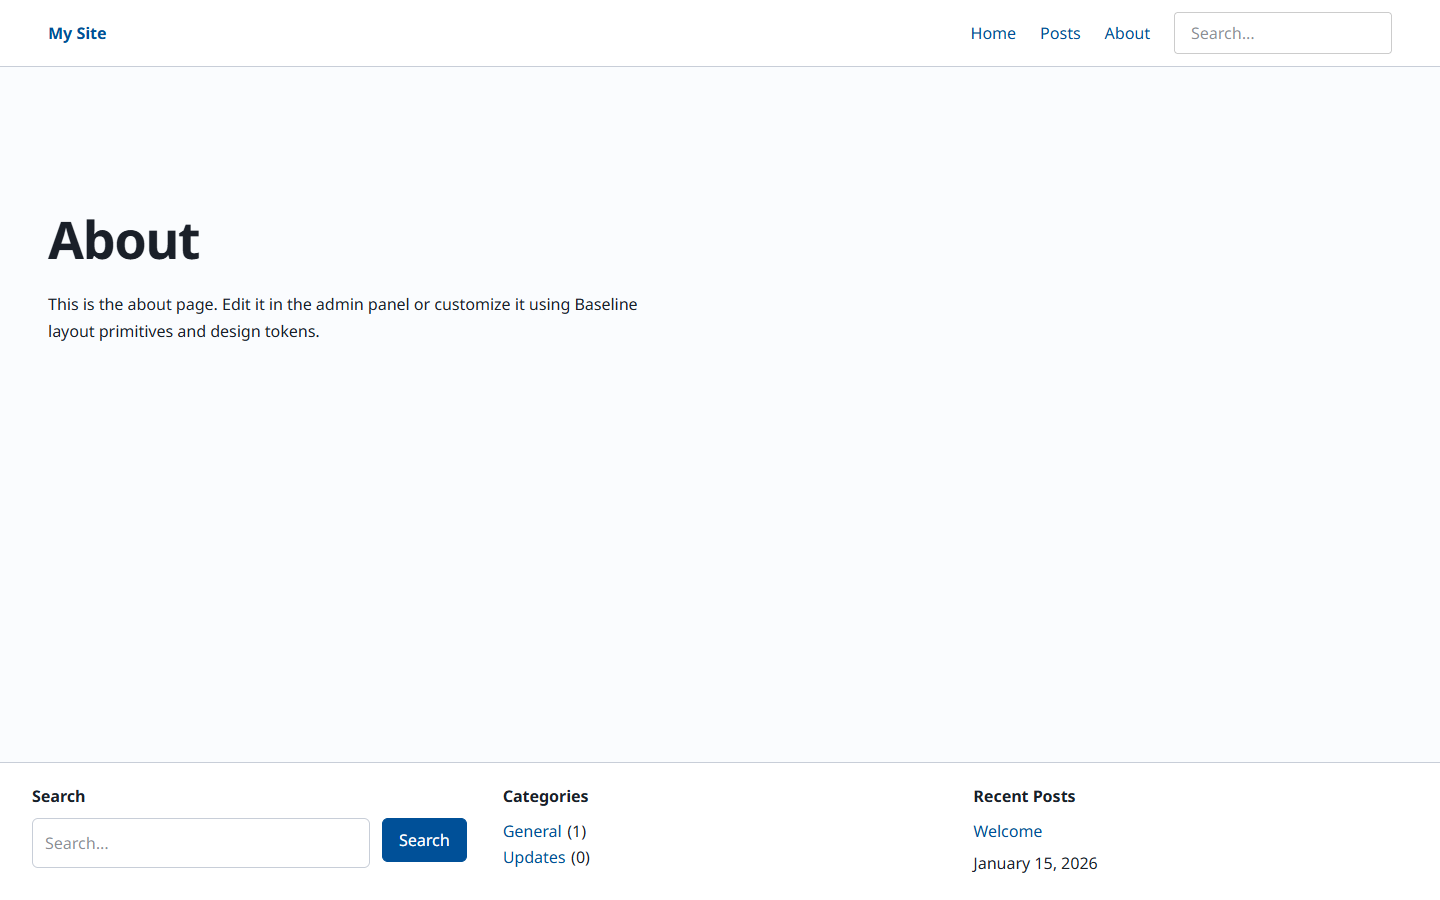 My Site
Home
Posts
About
Search...
About
This is the about page. Edit it in the admin panel or customize it using Baseline
layout primitives and design tokens.
Search
Search...
Search
Categories
General (1)
Updates (0)
Recent Posts
Welcome
January 15, 2026